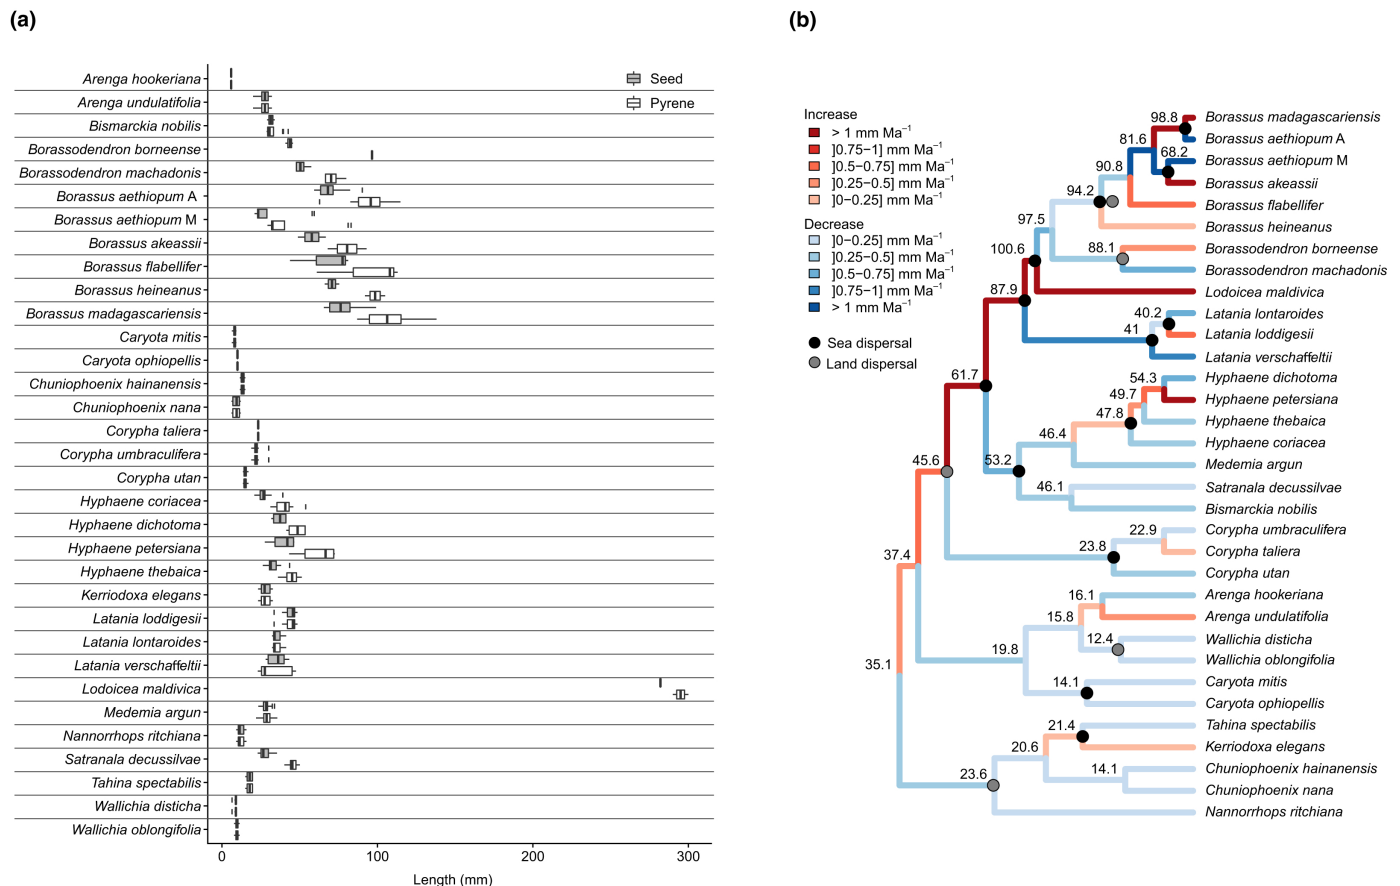 (a)
Seed
Pyrene
Arenga hookeriana
Arenga undulatifolia
Bismarckia nobilis
Borassodendron borneense
Borassodendron machadonis
Borassus aethiopum A
Borassus aethiopum M
Borassus akeassii
Borassus flabellifer
Borassus heineanus
Borassus madagascariensis
Caryota mitis
Caryota ophiopellis
Chuniophoenix hainanensis
Chuniophoenix nana
Corypha taliera
Corypha umbraculifera
Corypha utan
Hyphaene coriacea
Hyphaene dichotoma
Hyphaene petersiana
Hyphaene thebaica
Kerriodoxa elegans
Latania loddigesii
Latania lontaroides
Latania verschaffeltii
Lodoicea maldivica
Medemia argun
Nannorrhops ritchiana
Satranala decussilvae
Tahina spectabilis
Wallichia disticha
Wallichia oblongifolia
0 100 200 300
Length (mm)
(b)
Increase
> 1 mm Ma⁻¹
]0.75−1] mm Ma⁻¹
]0.5−0.75] mm Ma⁻¹
]0.25−0.5] mm Ma⁻¹
]0−0.25] mm Ma⁻¹
Decrease
]0−0.25] mm Ma⁻¹
]0.25−0.5] mm Ma⁻¹
]0.5−0.75] mm Ma⁻¹
]0.75−1] mm Ma⁻¹
> 1 mm Ma⁻¹
Sea dispersal
Land dispersal
98.8
81.6
68.2
90.8
94.2
97.5
88.1
100.6
87.9
40.2
41
61.7
54.3
49.7
47.8
46.4
53.2
46.1
45.6
22.9
23.8
37.4
16.1
15.8
12.4
19.8
14.1
35.1
21.4
20.6
14.1
23.6
Borassus madagascariensis
Borassus aethiopum A
Borassus aethiopum M
Borassus akeassii
Borassus flabellifer
Borassus heineanus
Borassodendron borneense
Borassodendron machadonis
Lodoicea maldivica
Latania lontaroides
Latania loddigesii
Latania verschaffeltii
Hyphaene dichotoma
Hyphaene petersiana
Hyphaene thebaica
Hyphaene coriacea
Medemia argun
Satranala decussilvae
Bismarckia nobilis
Corypha umbraculifera
Corypha taliera
Corypha utan
Arenga hookeriana
Arenga undulatifolia
Wallichia disticha
Wallichia oblongifolia
Caryota mitis
Caryota ophiopellis
Tahina spectabilis
Kerriodoxa elegans
Chuniophoenix hainanensis
Chuniophoenix nana
Nannorrhops ritchiana